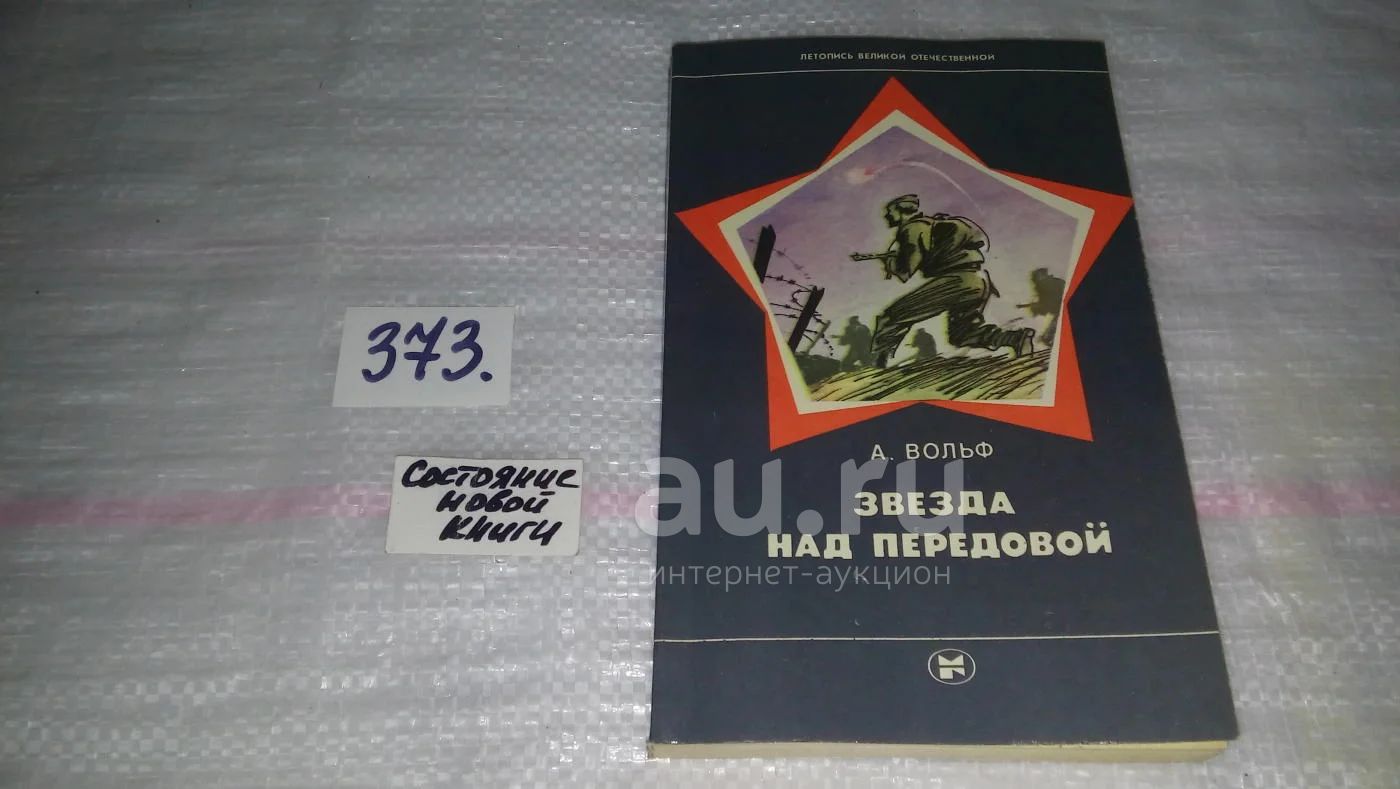 ЛЕТОПИСЬ ВЕЛИКОЙ ОТЕЧЕСТВЕННОЙ
373.
Состояние
новой
книги
А. ВОЛЬФ
ЗВЕЗДА
НАД ПЕРЕДОВОЙ
au.ru
интернет-аукцион